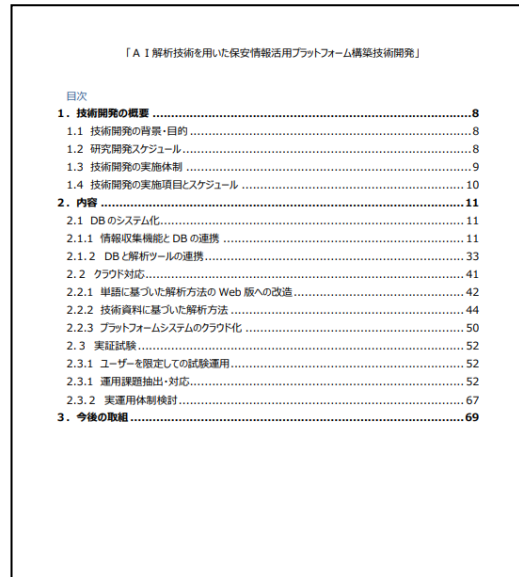 「ＡＩ解析技術を用いた保安情報活用プラットフォーム構築技術開発」
目次
1．技術開発の概要 ........................................ 8
1.1 技術開発の背景・目的 ........................................ 8
1.2 研究開発スケジュール ........................................ 8
1.3 技術開発の実施体制 ........................................ 9
1.4 技術開発の実施項目とスケジュール ........................................ 10
2．内容 ........................................ 11
2.1 DBのシステム化 ........................................ 11
2.1.1 情報収集機能とDBの連携 ........................................ 11
2.1.2 DBと解析ツールの連携 ........................................ 33
2.2 クラウド対応 ........................................ 41
2.2.1 単語に基づいた解析方法のWeb版への改造 ........................................ 42
2.2.2 技術資料に基づいた解析方法 ........................................ 44
2.2.3 プラットフォームシステムのクラウド化 ........................................ 50
2.3 実証試験 ........................................ 52
2.3.1 ユーザーを限定しての試験運用 ........................................ 52
2.3.1 運用課題抽出・対応 ........................................ 52
2.3.2 実運用体制検討 ........................................ 67
3．今後の取組 ........................................ 69